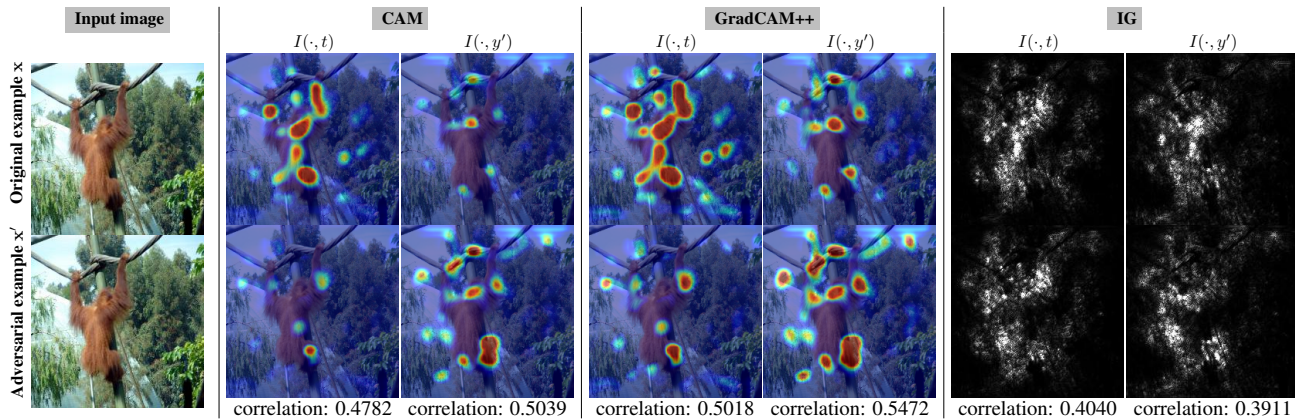 Input image CAM GradCAM++ IG
I(·, t) I(·, y′) I(·, t) I(·, y′) I(·, t) I(·, y′)
Original example x
Adversarial example x′
correlation: 0.4782 correlation: 0.5039 correlation: 0.5018 correlation: 0.5472 correlation: 0.4040 correlation: 0.3911